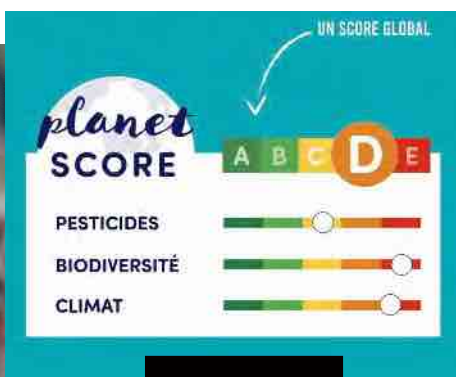 UN SCORE GLOBAL
planet
SCORE
A B C D E
PESTICIDES
BIODIVERSITÉ
CLIMAT